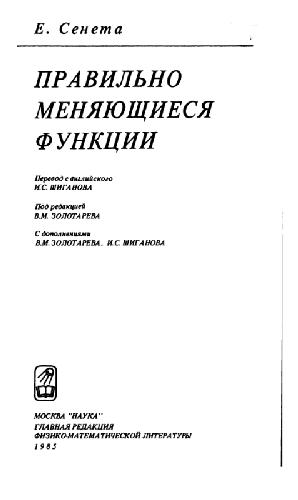 Е. Сенета
ПРАВИЛЬНО
МЕНЯЮЩИЕСЯ
ФУНКЦИИ
Перевод с английского
И.С. ШИГАНОВА
Под редакцией
В.М. ЗОЛОТАРЕВА
С дополнениями
В.М. ЗОЛОТАРЕВА, И.С. ШИГАНОВА
МОСКВА "НАУКА"
ГЛАВНАЯ РЕДАКЦИЯ
ФИЗИКО-МАТЕМАТИЧЕСКОЙ ЛИТЕРАТУРЫ
1985